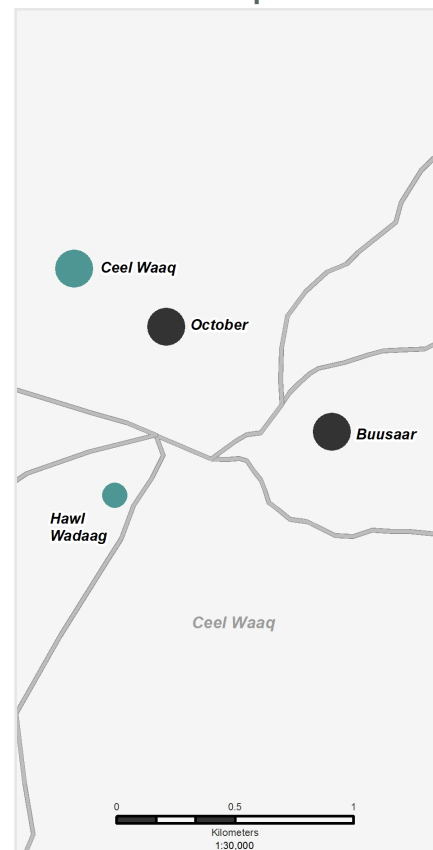 Ceel Waaq
October
Buusaar
Hawl
Wadaag
Ceel Waaq
0 0.5 1
Kilometers
1:30,000